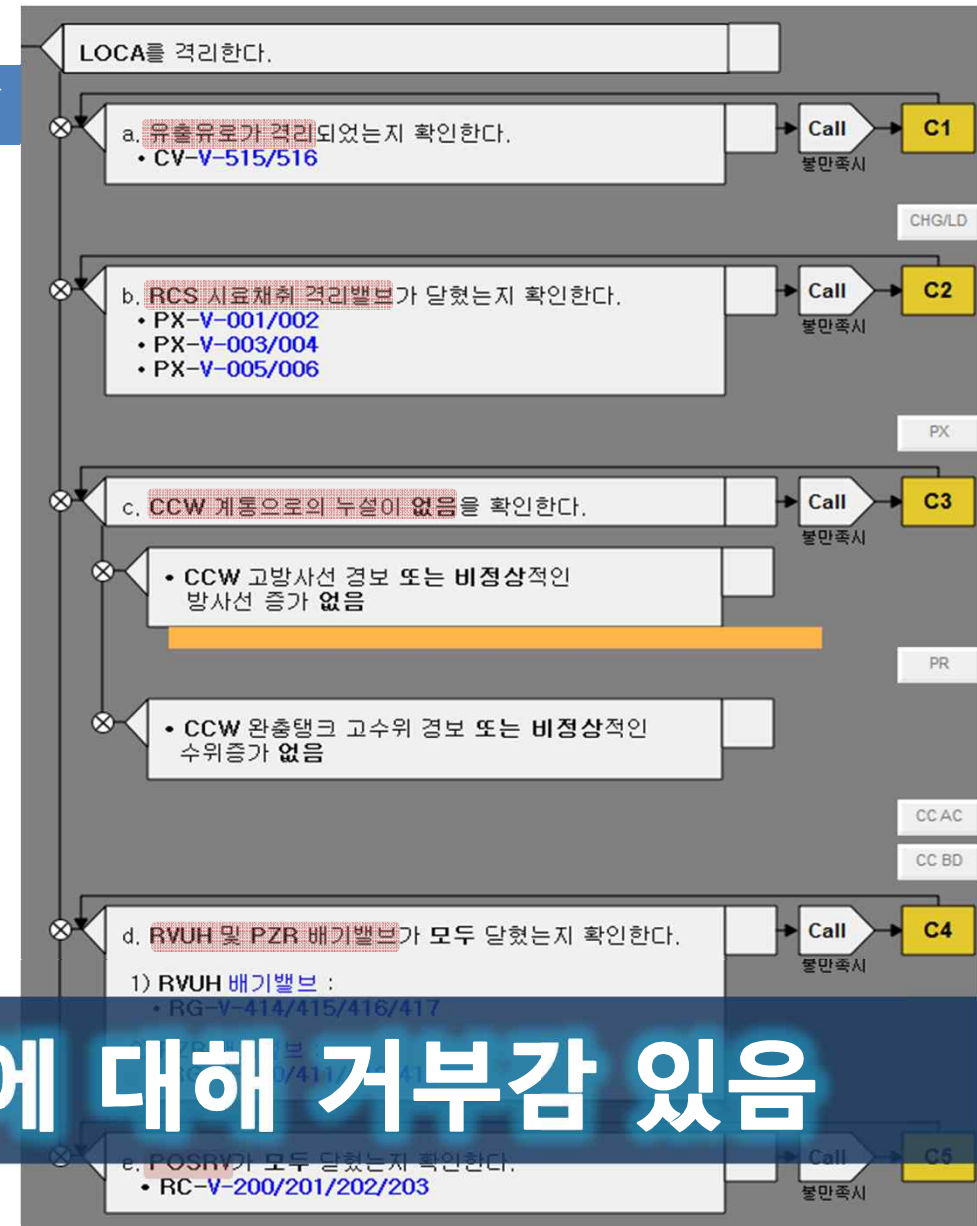 LOCA를 격리한다.
a. 유출유로가 격리되었는지 확인한다.
• CV-V-515/516
Call
불만족시
C1
CHG/LD
b. RCS 시료채취 격리밸브가 닫혔는지 확인한다.
• PX-V-001/002
• PX-V-003/004
• PX-V-005/006
Call
불만족시
C2
PX
c. CCW 계통으로의 누설이 없음을 확인한다.
Call
불만족시
C3
• CCW 고방사선 경보 또는 비정상적인
방사선 증가 없음
PR
• CCW 완충탱크 고수위 경보 또는 비정상적인
수위증가 없음
CC AC
CC BD
d. RVUH 및 PZR 배기밸브가 모두 닫혔는지 확인한다.
Call
불만족시
C4
1) RVUH 배기밸브 :
• RG-V-414/415/416/417
에 대해 거부감 있음
e. POSRV가 모두 닫혔는지 확인한다.
• RC-V-200/201/202/203
Call
불만족시
C5